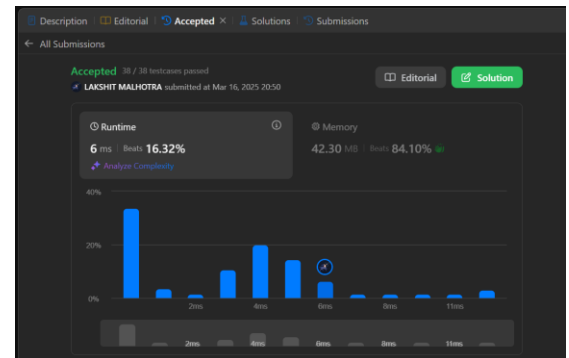 Description Editorial Accepted × Solutions Submissions
← All Submissions
Accepted 38 / 38 testcases passed
LAKSHIT MALHOTRA submitted at Mar 16, 2025 20:50
Editorial Solution
Runtime
6 ms Beats 16.32%
Analyze Complexity
Memory
42.30 MB Beats 84.10%
40%
20%
0%
2ms 4ms 6ms 8ms 11ms
2ms 4ms 6ms 8ms 11ms